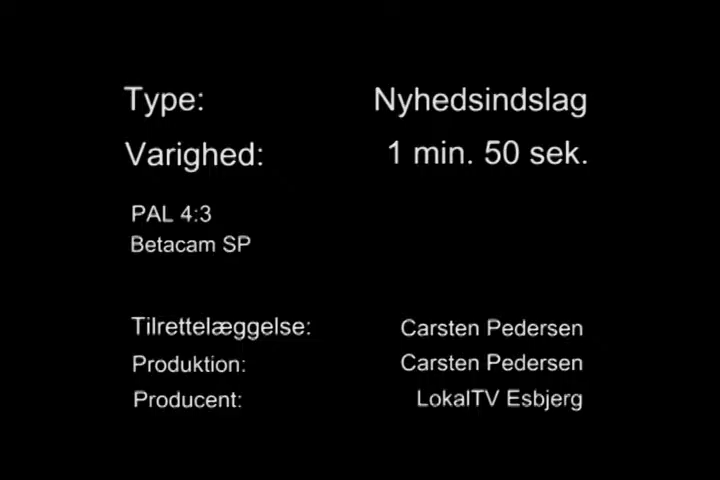 Type: Nyhedsindslag
Varighed: 1 min. 50 sek.
PAL 4:3
Betacam SP
Tilrettelæggelse: Carsten Pedersen
Produktion: Carsten Pedersen
Producent: LokalTV Esbjerg